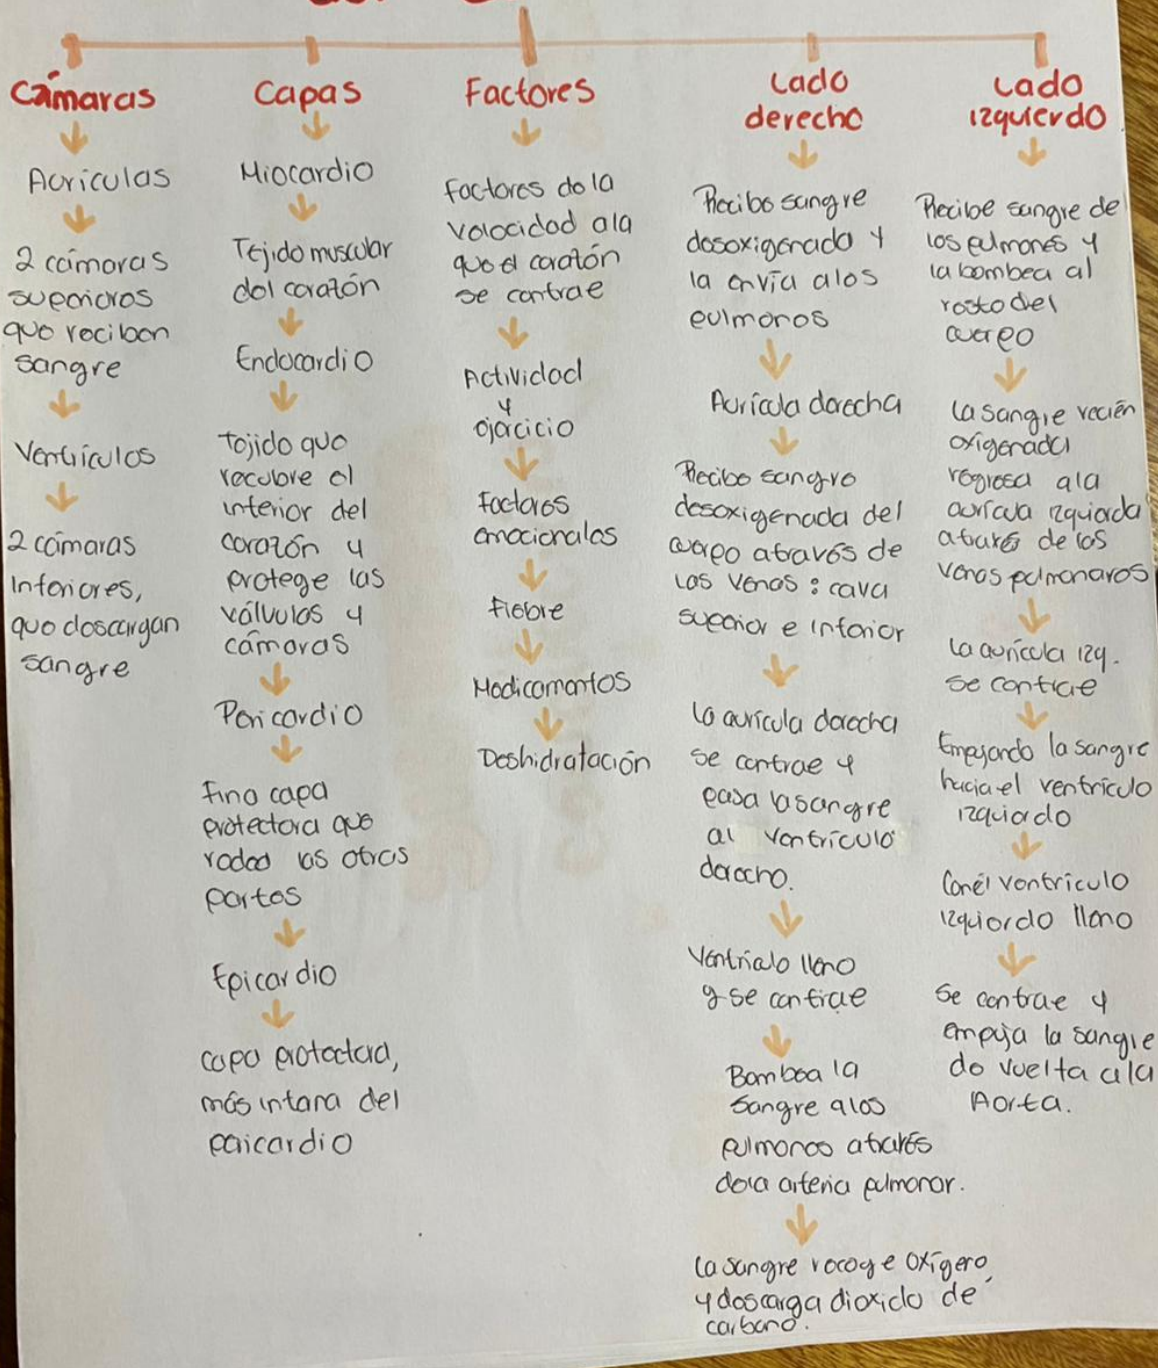 Cámaras
Aurículas
2 cámaras
superiores
que reciben
sangre
Ventrículos
2 cámaras
Inferiores,
que descargan
sangre
Capas
Miocardio
Tejido muscular
del corazón
Endocardio
tejido que
recubre el
interior del
corazón y
protege las
válvulas y
cámaras
Pericardio
Fina capa
protectora que
rodea las otras
partes
Epicardio
capa protectora,
más interna del
pericardio
Factores
Factores de la
velocidad a la
que el corazón
se contrae
Actividad
y
ejercicio
Factores
emocionales
Fiebre
Medicamentos
Deshidratación
Lado
derecho
Recibe sangre
desoxigenada y
la envía a los
pulmones
Aurícula derecha
Recibe sangre
desoxigenada del
cuerpo através de
las venas: cava
superior e inferior
La aurícula derecha
se contrae y
pasa la sangre
al ventrículo
derecho.
Ventrículo lleno
y se contrae
Bombea la
sangre a los
pulmones através
de la arteria pulmonar.
La sangre recoge oxígeno
y descarga dioxido de
carbono.
Lado
izquierdo
Recibe sangre de
los pulmones y
la bombea al
resto del
cuerpo
La sangre recién
oxigenada
regresa a la
aurícula izquierda
através de las
venas pulmonares
La aurícula izq.
se contrae
Empujando la sangre
hacia el ventrículo
izquierdo
Con él ventrículo
izquierdo lleno
Se contrae y
empuja la sangre
de vuelta a la
Aorta.